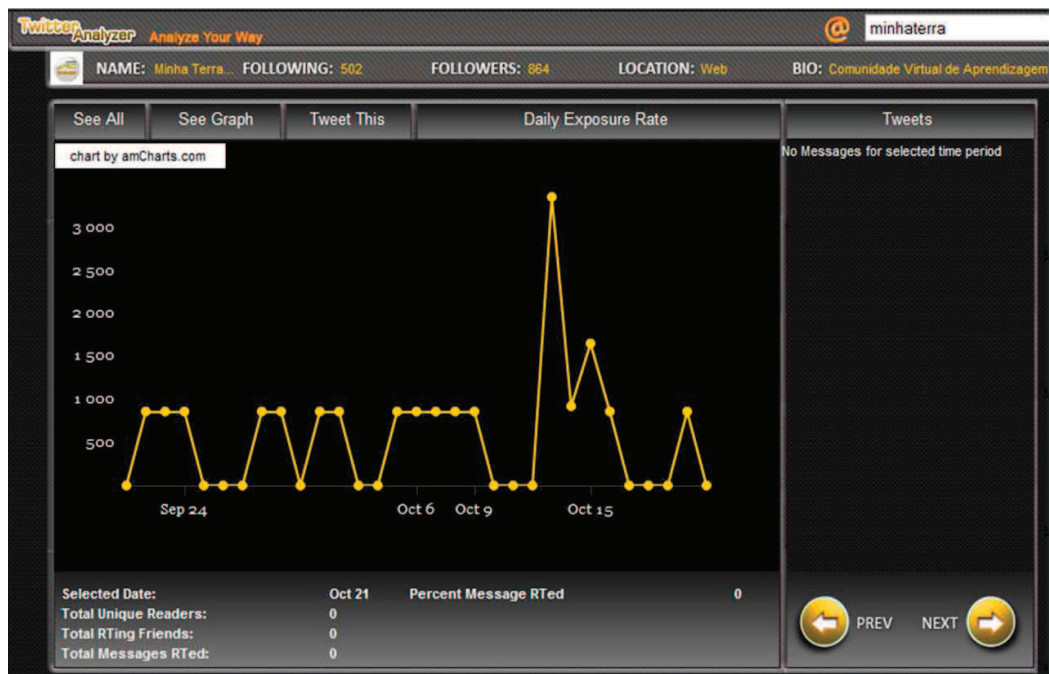 TwitterAnalyzer Analyze Your Way @ minhaterra
NAME: Minha Terra... FOLLOWING: 502 FOLLOWERS: 864 LOCATION: Web BIO: Comunidade Virtual de Aprendizagem
See All See Graph Tweet This Daily Exposure Rate Tweets
chart by amCharts.com
No Messages for selected time period
3 000
2 500
2 000
1 500
1 000
500
Sep 24 Oct 6 Oct 9 Oct 15
Selected Date: Oct 21 Percent Message RTed 0
Total Unique Readers: 0
Total RTing Friends: 0
Total Messages RTed: 0
PREV NEXT